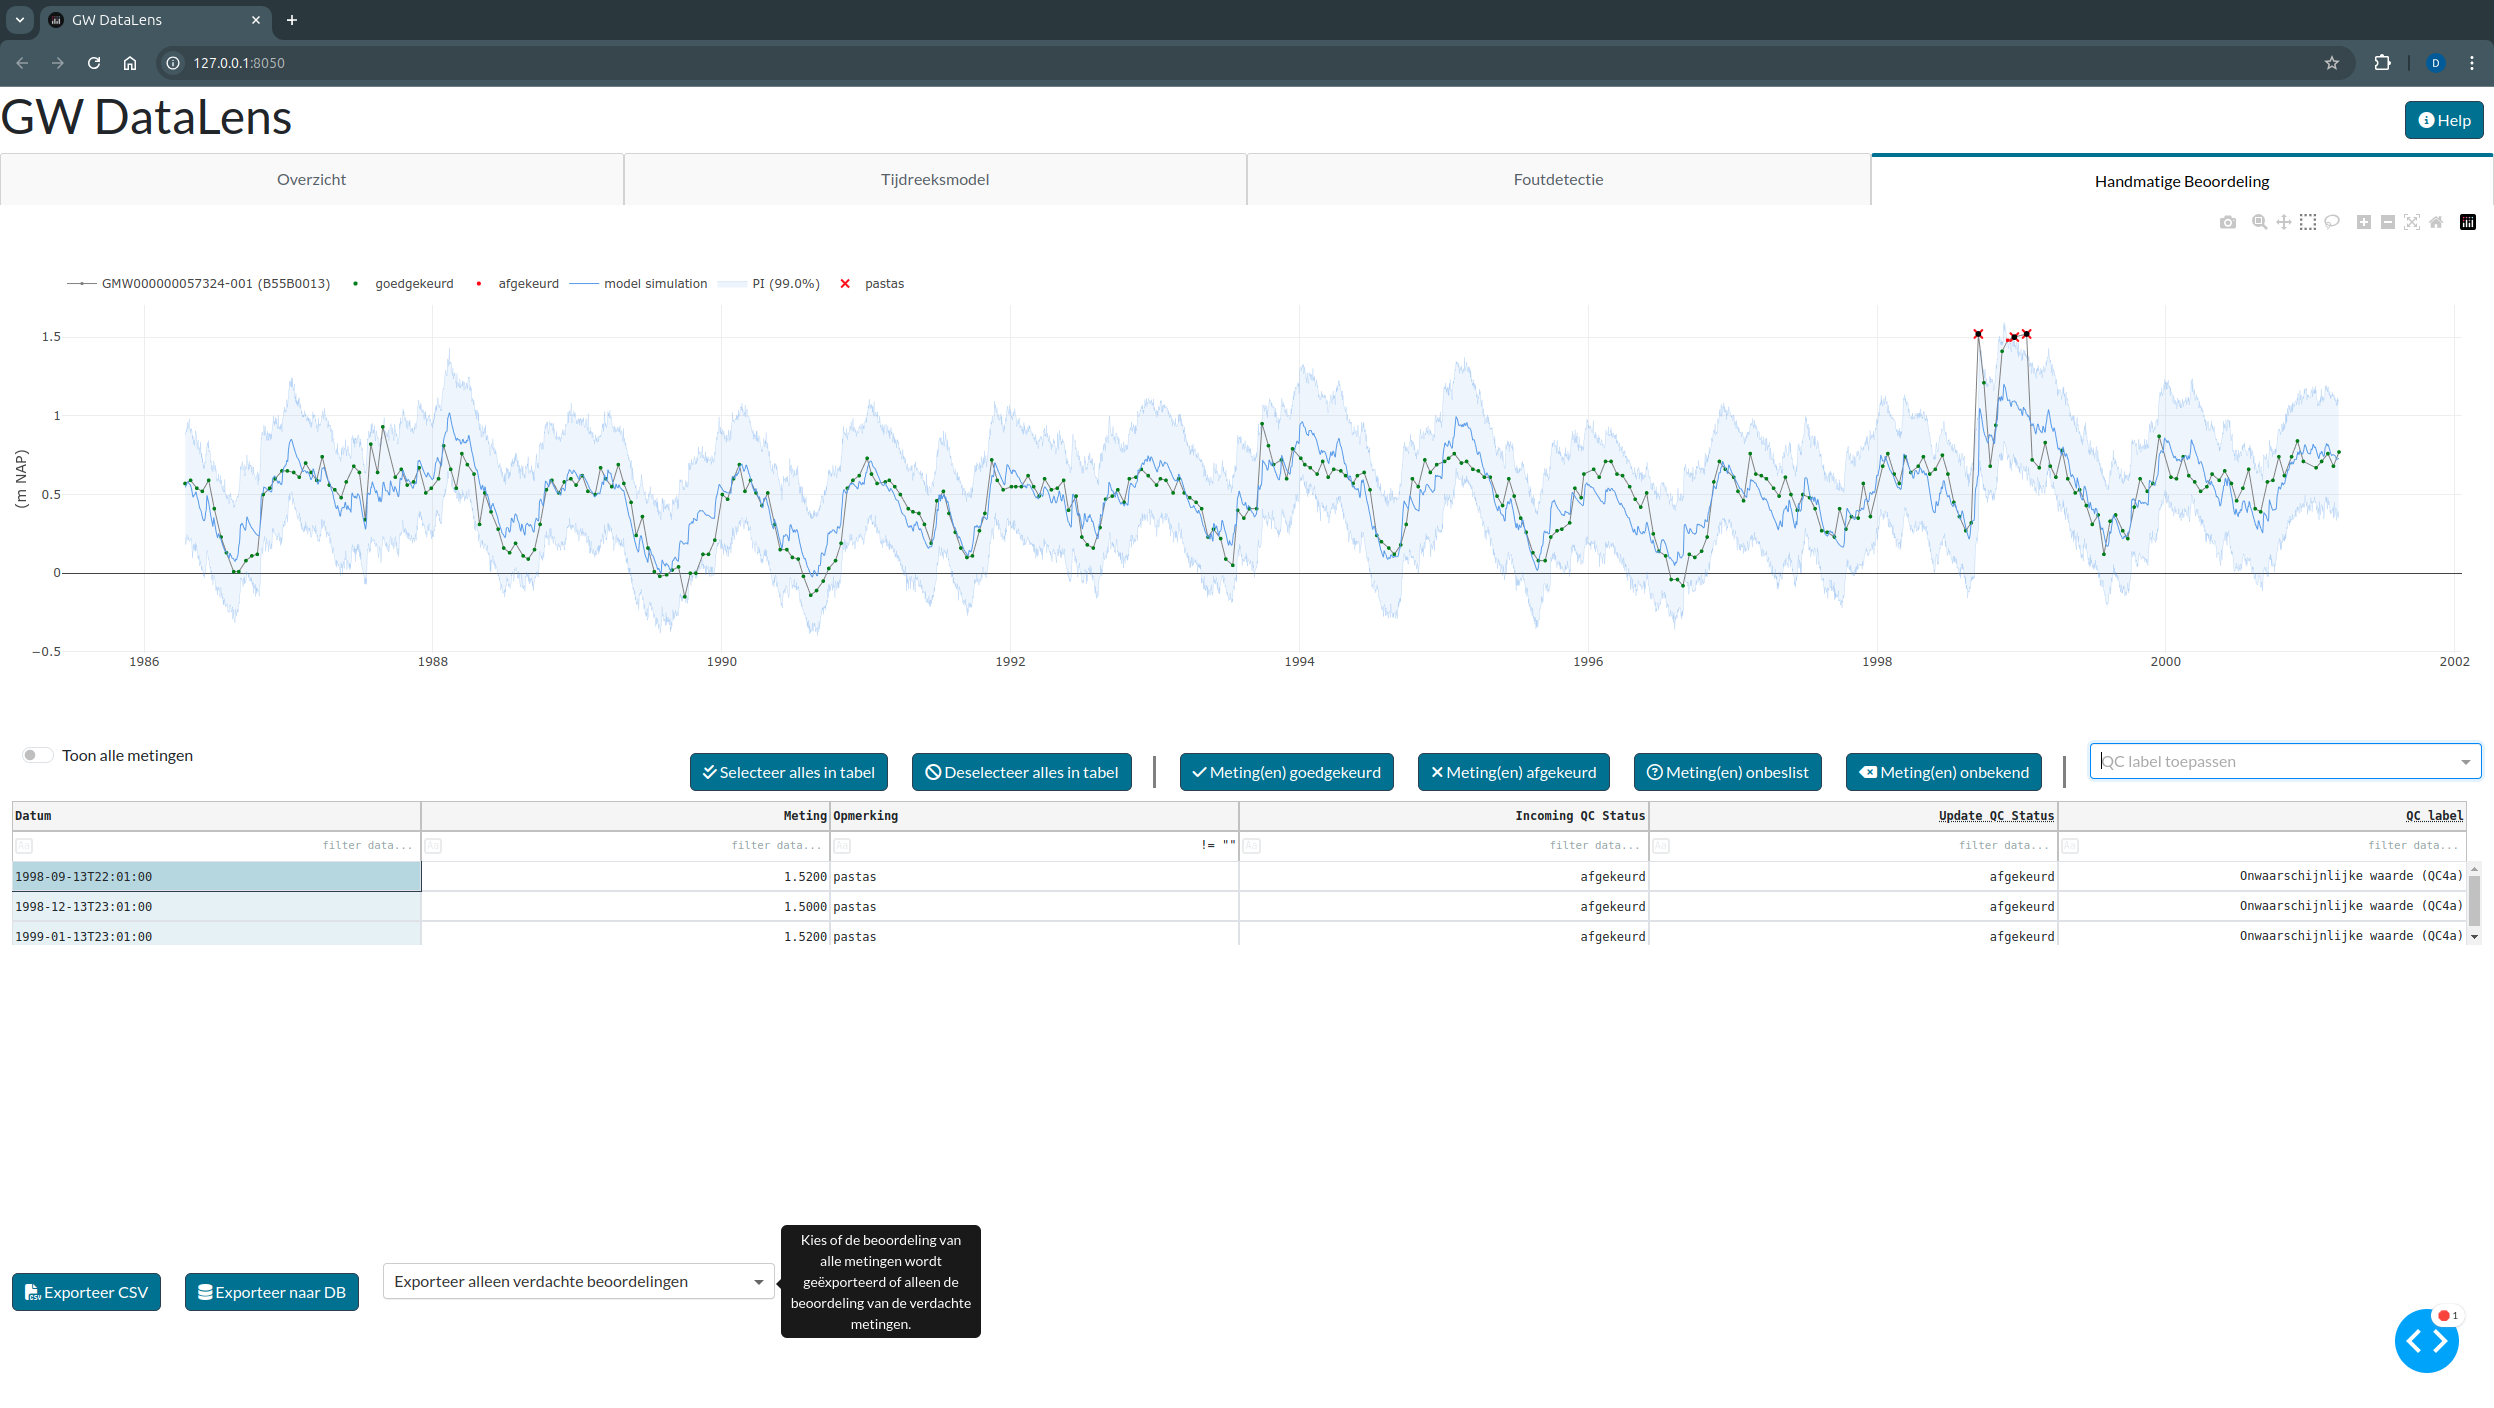 GW DataLens
127.0.0.1:8050
D
GW DataLens
Help
Overzicht
Tijdreeksmodel
Foutdetectie
Handmatige Beoordeling
GMW000000057324-001 (B55B0013)
goedgekeurd
afgekeurd
model simulation
PI (99.0%)
pastas
(m NAP)
1.5
1
0.5
0
−0.5
1986
1988
1990
1992
1994
1996
1998
2000
2002
Toon alle metingen
Selecteer alles in tabel
Deselecteer alles in tabel
Meting(en) goedgekeurd
Meting(en) afgekeurd
Meting(en) onbeslist
Meting(en) onbekend
QC label toepassen
Datum Meting Opmerking Incoming QC Status Update QC Status QC label
Aa filter data... Aa filter data... Aa != "" Aa filter data... Aa filter data... Aa filter data...
1998-09-13T22:01:00 1.5200 pastas afgekeurd afgekeurd Onwaarschijnlijke waarde (QC4a)
1998-12-13T23:01:00 1.5000 pastas afgekeurd afgekeurd Onwaarschijnlijke waarde (QC4a)
1999-01-13T23:01:00 1.5200 pastas afgekeurd afgekeurd Onwaarschijnlijke waarde (QC4a)
Exporteer CSV
Exporteer naar DB
Exporteer alleen verdachte beoordelingen
Kies of de beoordeling van
alle metingen wordt
geëxporteerd of alleen de
beoordeling van de verdachte
metingen.
1